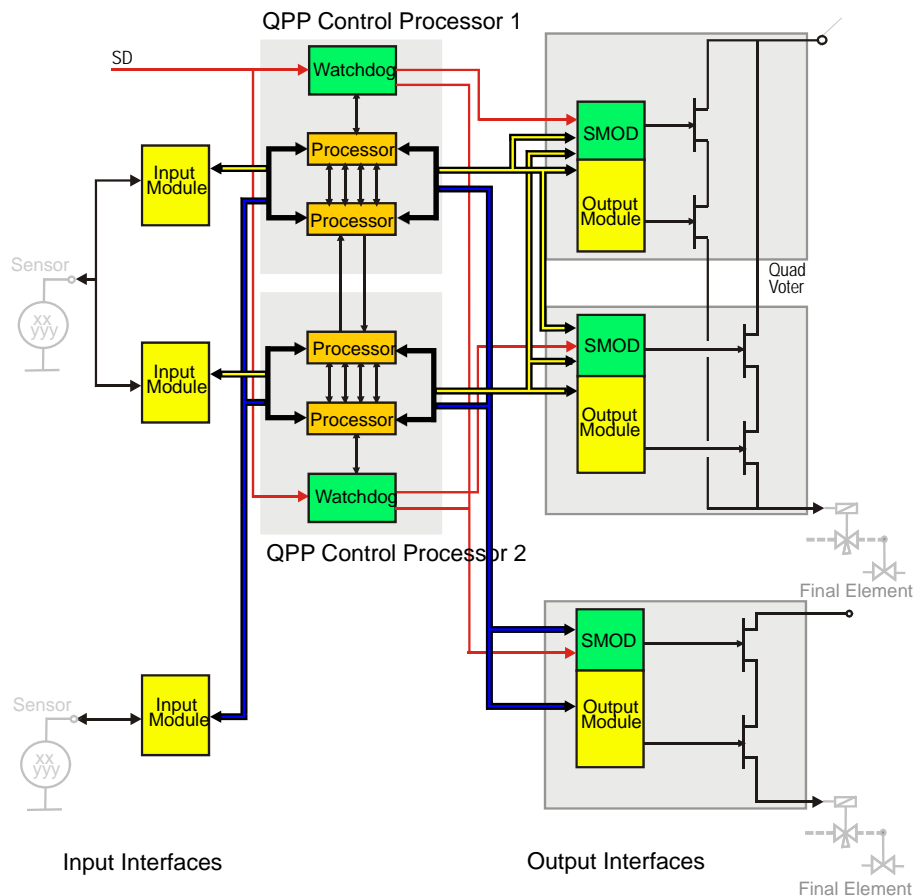 QPP Control Processor 1
SD
Watchdog
Processor
Processor
Input
Module
Sensor
xx
yyy
Input
Module
Processor
Processor
Watchdog
QPP Control Processor 2
SMOD
Output
Module
Quad
Voter
SMOD
Output
Module
Final Element
SMOD
Output
Module
Sensor
xx
yyy
Input
Module
Input Interfaces
Output Interfaces
Final Element